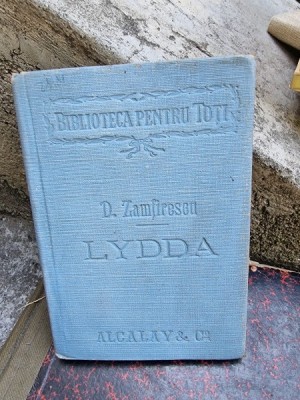 BIBLIOTECA PENTRU TOȚI
D. Zamfirescu
LYDDA
ALCALAY & Co